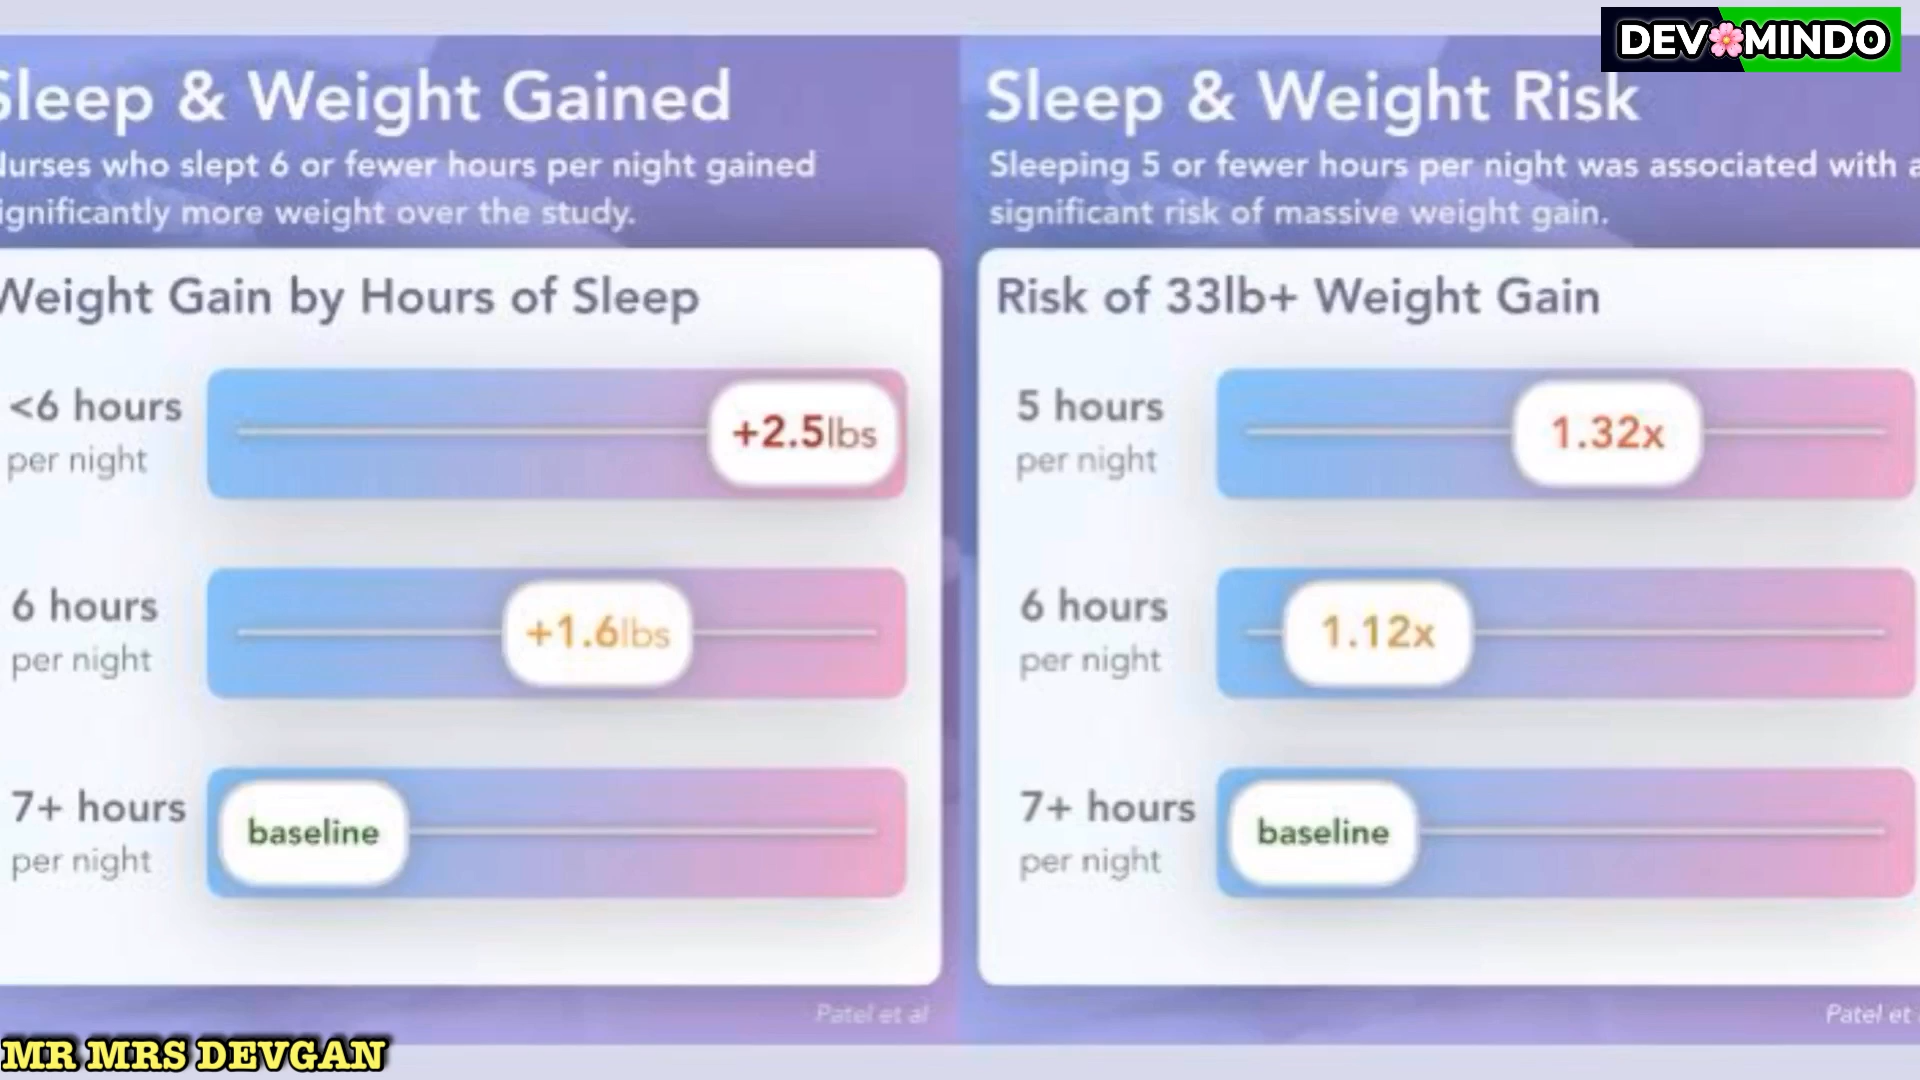 DEV🌸MINDO
Sleep & Weight Gained
Nurses who slept 6 or fewer hours per night gained
significantly more weight over the study.
Weight Gain by Hours of Sleep
<6 hours
per night
+2.5lbs
6 hours
per night
+1.6lbs
7+ hours
per night
baseline
Patel et al
Sleep & Weight Risk
Sleeping 5 or fewer hours per night was associated with a
significant risk of massive weight gain.
Risk of 33lb+ Weight Gain
5 hours
per night
1.32x
6 hours
per night
1.12x
7+ hours
per night
baseline
Patel et
MR MRS DEVGAN